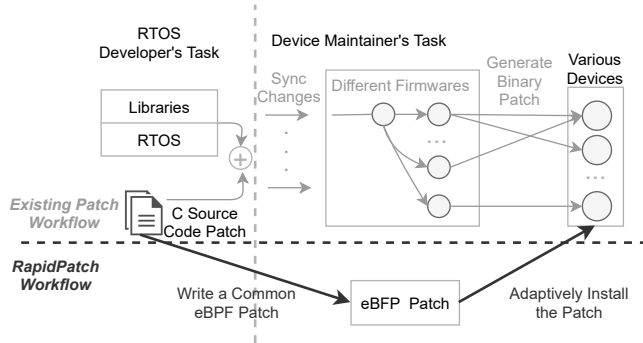 RTOS
Developer's Task
Device Maintainer's Task
Libraries
RTOS
+
Sync
Changes
Different Firmwares
...
Generate
Binary
Patch
Various
Devices
...
Existing Patch
Workflow
C Source
Code Patch
RapidPatch
Workflow
Write a Common
eBPF Patch
eBFP Patch
Adaptively Install
the Patch